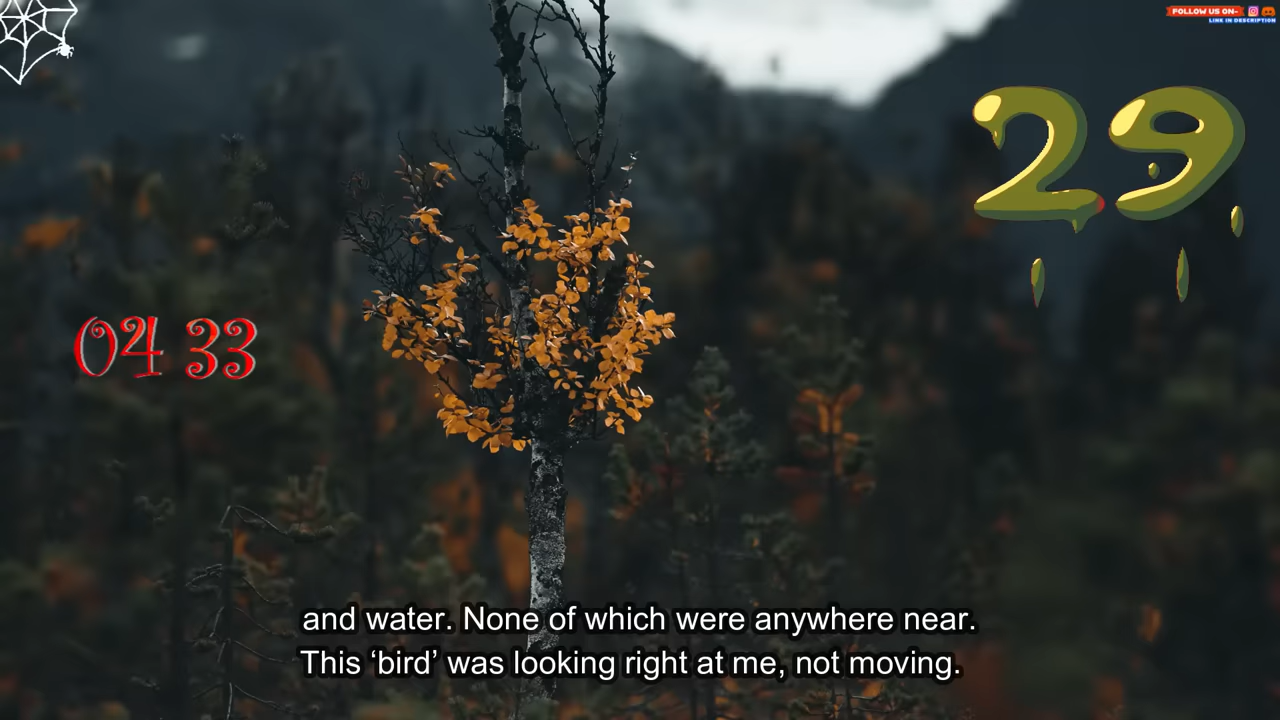 FOLLOW US ON-
LINK IN DESCRIPTION
29
04 33
and water. None of which were anywhere near.
This ‘bird’ was looking right at me, not moving.